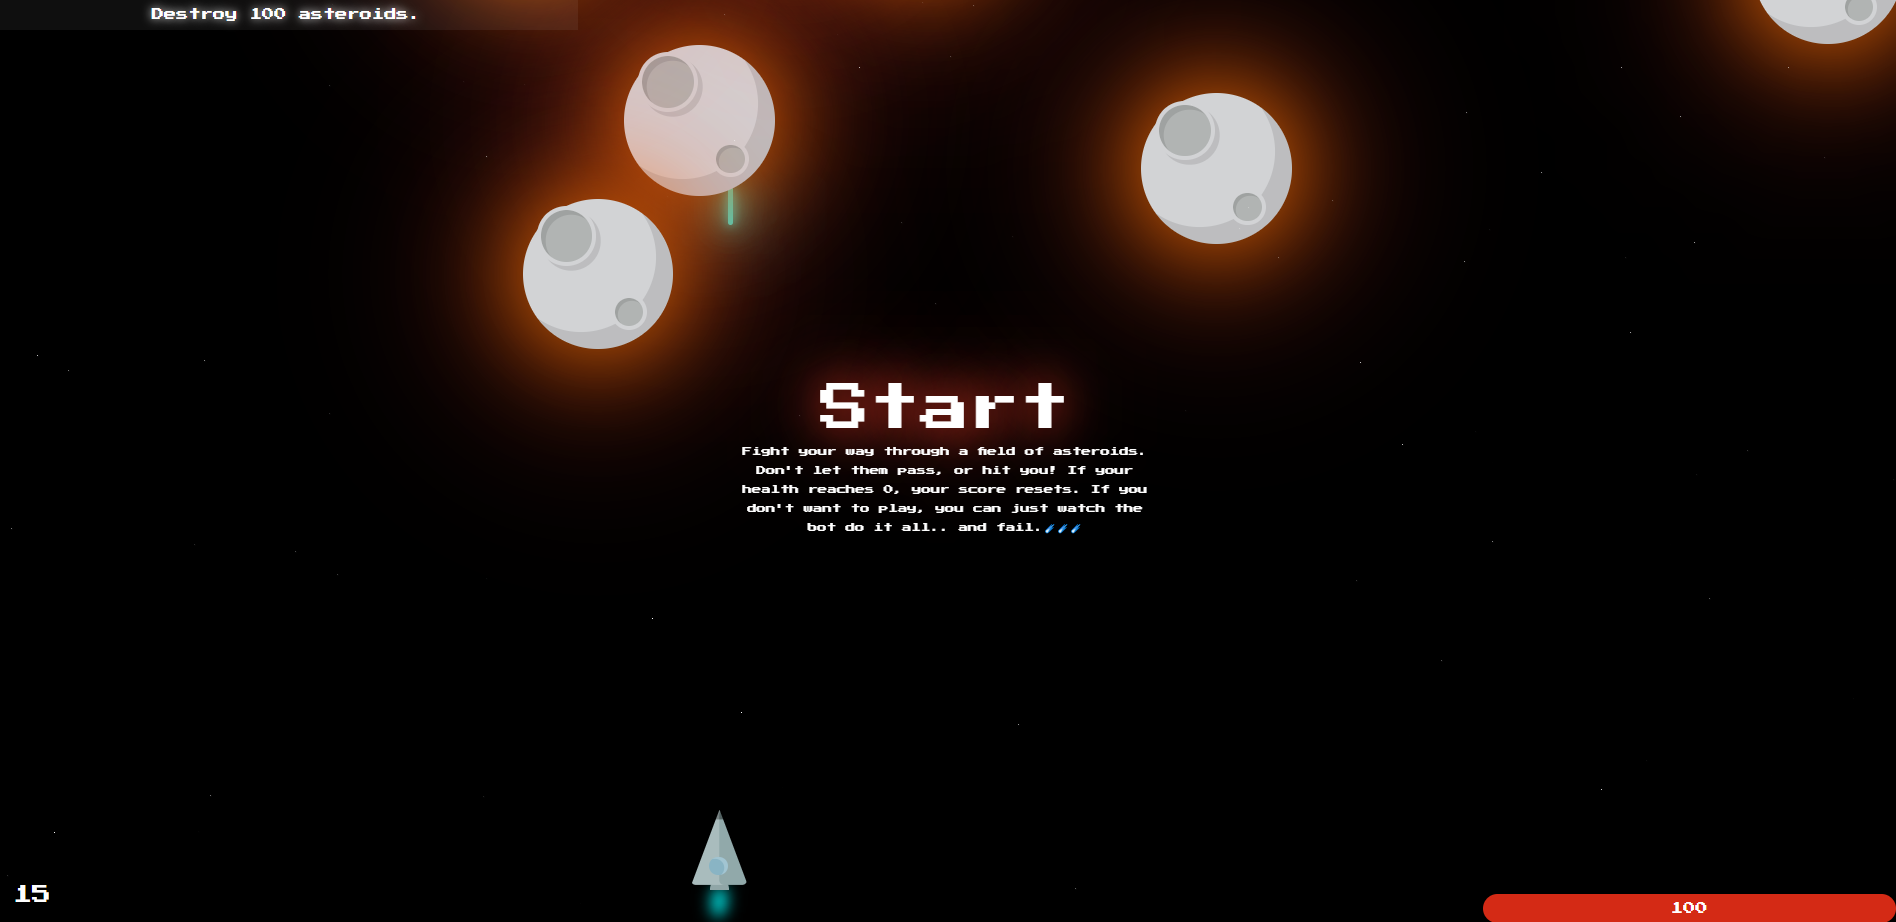 Destroy 100 asteroids.
Start
Fight your way through a field of asteroids.
Don't let them pass, or hit you! If your
health reaches 0, your score resets. If you
don't want to play, you can just watch the
bot do it all.. and fail.☄☄☄
15
100